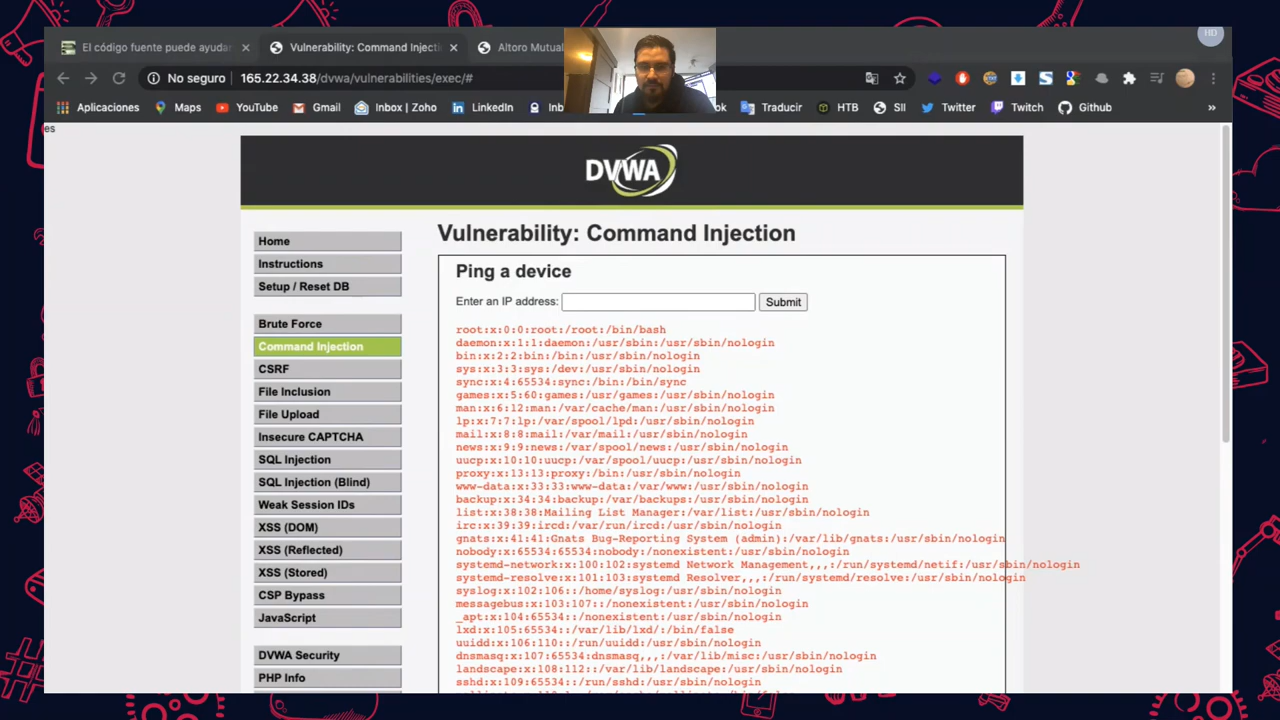 HD
El código fuente puede ayudar
Vulnerability: Command Injecti
Altoro Mutual
No seguro
165.22.34.38/dvwa/vulnerabilities/exec/#
Aplicaciones
Maps
YouTube
Gmail
Inbox | Zoho
LinkedIn
Inb
ok
Traducir
HTB
SII
Twitter
Twitch
Github
»
es
DVWA
Vulnerability: Command Injection
Home
Instructions
Setup / Reset DB
Brute Force
Command Injection
CSRF
File Inclusion
File Upload
Insecure CAPTCHA
SQL Injection
SQL Injection (Blind)
Weak Session IDs
XSS (DOM)
XSS (Reflected)
XSS (Stored)
CSP Bypass
JavaScript
DVWA Security
PHP Info
Ping a device
Enter an IP address:
Submit
root:x:0:0:root:/root:/bin/bash
daemon:x:1:1:daemon:/usr/sbin:/usr/sbin/nologin
bin:x:2:2:bin:/bin:/usr/sbin/nologin
sys:x:3:3:sys:/dev:/usr/sbin/nologin
sync:x:4:65534:sync:/bin:/bin/sync
games:x:5:60:games:/usr/games:/usr/sbin/nologin
man:x:6:12:man:/var/cache/man:/usr/sbin/nologin
lp:x:7:7:lp:/var/spool/lpd:/usr/sbin/nologin
mail:x:8:8:mail:/var/mail:/usr/sbin/nologin
news:x:9:9:news:/var/spool/news:/usr/sbin/nologin
uucp:x:10:10:uucp:/var/spool/uucp:/usr/sbin/nologin
proxy:x:13:13:proxy:/bin:/usr/sbin/nologin
www-data:x:33:33:www-data:/var/www:/usr/sbin/nologin
backup:x:34:34:backup:/var/backups:/usr/sbin/nologin
list:x:38:38:Mailing List Manager:/var/list:/usr/sbin/nologin
irc:x:39:39:ircd:/var/run/ircd:/usr/sbin/nologin
gnats:x:41:41:Gnats Bug-Reporting System (admin):/var/lib/gnats:/usr/sbin/nologin
nobody:x:65534:65534:nobody:/nonexistent:/usr/sbin/nologin
systemd-network:x:100:102:systemd Network Management,,,:/run/systemd/netif:/usr/sbin/nologin
systemd-resolve:x:101:103:systemd Resolver,,,:/run/systemd/resolve:/usr/sbin/nologin
syslog:x:102:106::/home/syslog:/usr/sbin/nologin
messagebus:x:103:107::/nonexistent:/usr/sbin/nologin
_apt:x:104:65534::/nonexistent:/usr/sbin/nologin
lxd:x:105:65534::/var/lib/lxd/:/bin/false
uuidd:x:106:110::/run/uuidd:/usr/sbin/nologin
dnsmasq:x:107:65534:dnsmasq,,,:/var/lib/misc:/usr/sbin/nologin
landscape:x:108:112::/var/lib/landscape:/usr/sbin/nologin
sshd:x:109:65534::/run/sshd:/usr/sbin/nologin